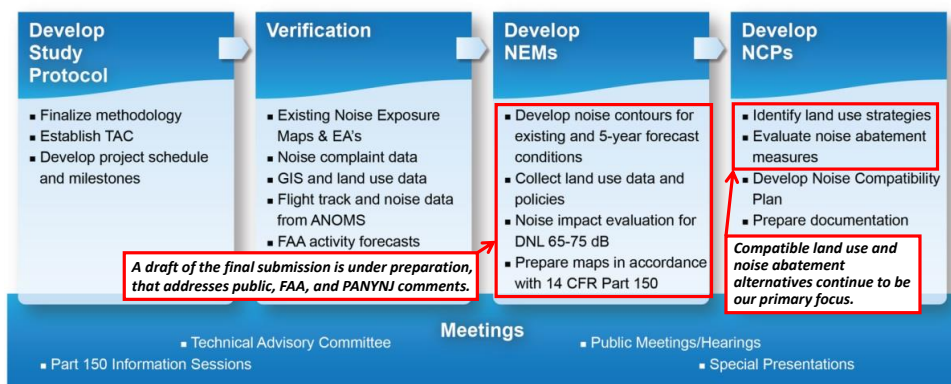 Develop
Study
Protocol
▪ Finalize methodology
▪ Establish TAC
▪ Develop project schedule
and milestones
Verification
▪ Existing Noise Exposure
Maps & EA's
▪ Noise complaint data
▪ GIS and land use data
▪ Flight track and noise data
from ANOMS
▪ FAA activity forecasts
Develop
NEMs
▪ Develop noise contours for
existing and 5-year forecast
conditions
▪ Collect land use data and
policies
▪ Noise impact evaluation for
DNL 65-75 dB
▪ Prepare maps in accordance
with 14 CFR Part 150
Develop
NCPs
▪ Identify land use strategies
▪ Evaluate noise abatement
measures
▪ Develop Noise Compatibility
Plan
▪ Prepare documentation
A draft of the final submission is under preparation,
that addresses public, FAA, and PANYNJ comments.
Compatible land use and
noise abatement
alternatives continue to be
our primary focus.
Meetings
▪ Technical Advisory Committee
▪ Public Meetings/Hearings
▪ Part 150 Information Sessions
▪ Special Presentations